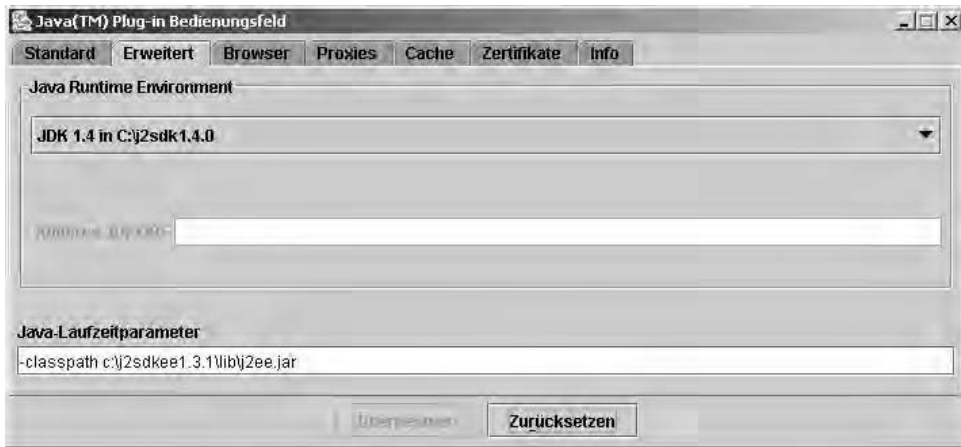 Java(TM) Plug-in Bedienungsfeld
Standard Erweitert Browser Proxies Cache Zertifikate Info
Java Runtime Environment
JDK 1.4 in C:\j2sdk1.4.0
Java-Laufzeitparameter
-classpath c:\j2sdkee1.3.1\lib\j2ee.jar
Übernehmen Zurücksetzen